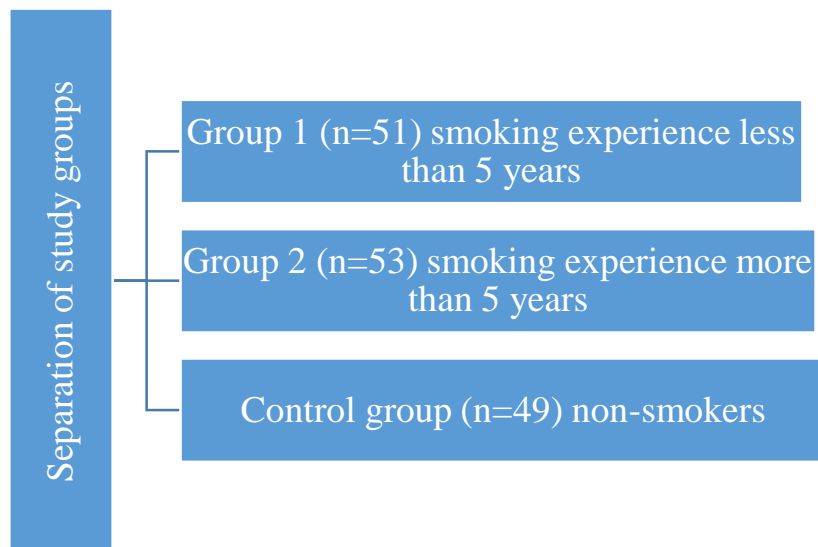 Separation of study groups
Group 1 (n=51) smoking experience less
than 5 years
Group 2 (n=53) smoking experience more
than 5 years
Control group (n=49) non-smokers